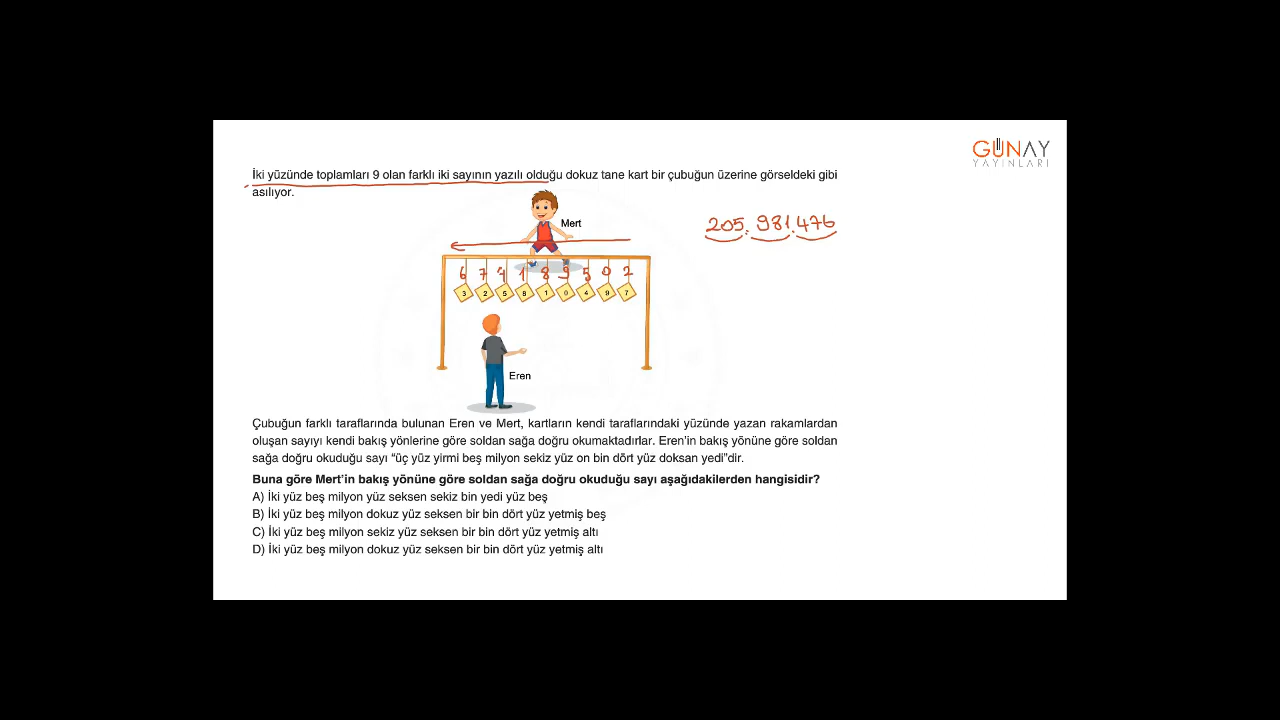 GÜNAY
YAYINLARI
İki yüzünde toplamları 9 olan farklı iki sayının yazılı olduğu dokuz tane kart bir çubuğun üzerine görseldeki gibi
asılıyor.
Mert
205.981.476
6 7 4 1 8 9 5 0 2
3 2 5 8 1 0 4 9 7
Eren
Çubuğun farklı taraflarında bulunan Eren ve Mert, kartların kendi taraflarındaki yüzünde yazan rakamlardan
oluşan sayıyı kendi bakış yönlerine göre soldan sağa doğru okumaktadırlar. Eren'in bakış yönüne göre soldan
sağa doğru okuduğu sayı "üç yüz yirmi beş milyon sekiz yüz on bin dört yüz doksan yedi"dir.
Buna göre Mert'in bakış yönüne göre soldan sağa doğru okuduğu sayı aşağıdakilerden hangisidir?
A) İki yüz beş milyon yüz seksen sekiz bin yedi yüz beş
B) İki yüz beş milyon dokuz yüz seksen bir bin dört yüz yetmiş beş
C) İki yüz beş milyon sekiz yüz seksen bir bin dört yüz yetmiş altı
D) İki yüz beş milyon dokuz yüz seksen bir bin dört yüz yetmiş altı